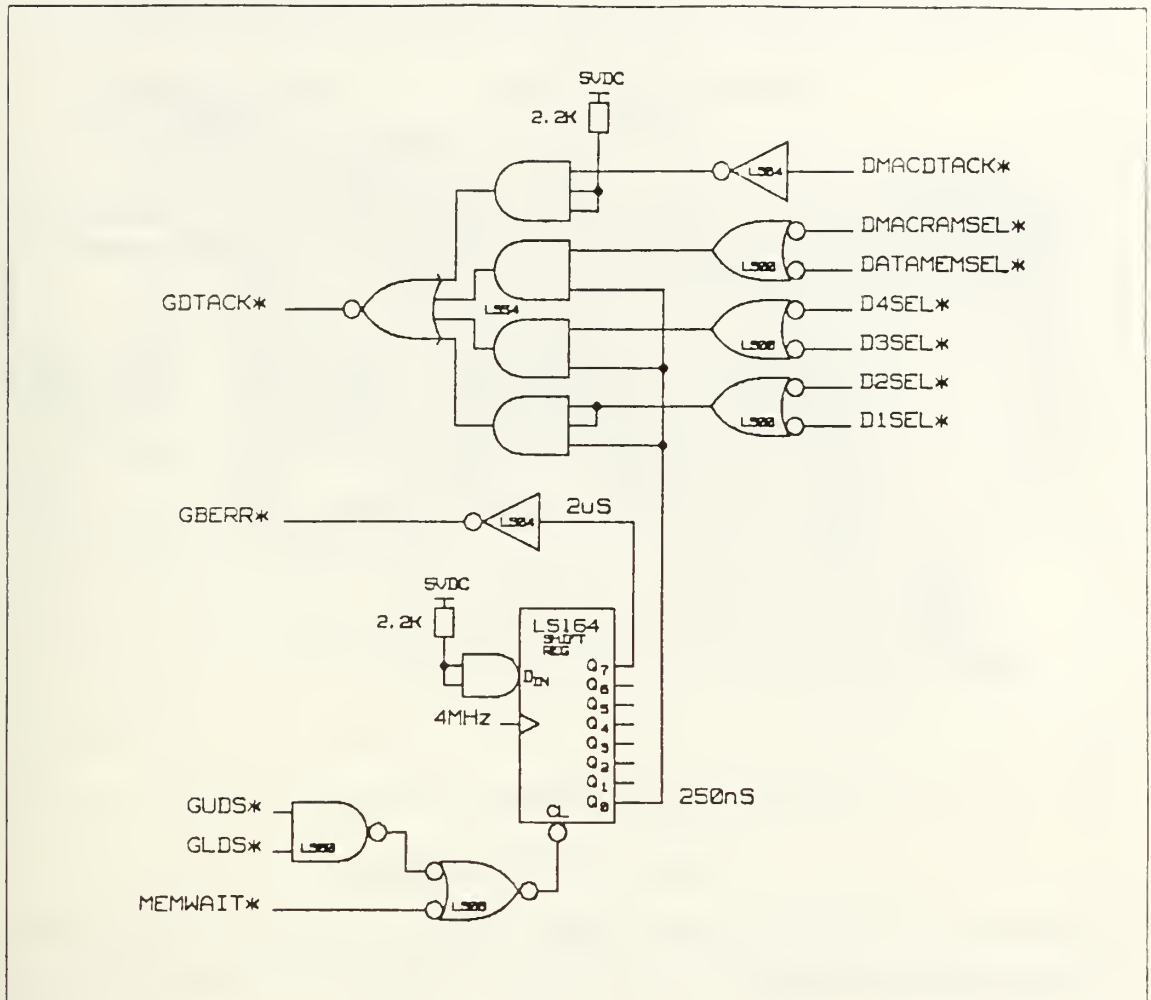 5VDC
2.2K
LS04
DMACDTACK*
DMACRAMSEL*
LS00
DATAMEMSEL*
GDTACK*
LS54
D4SEL*
LS00
D3SEL*
D2SEL*
LS00
D1SEL*
GBERR*
LS04
2uS
5VDC
2.2K
LS164
SHIFT
REG
DIN
4MHz
Q7
Q6
Q5
Q4
Q3
Q2
Q1
Q0
250nS
CL
GUDS*
GLDS*
LS00
MEMWAIT*